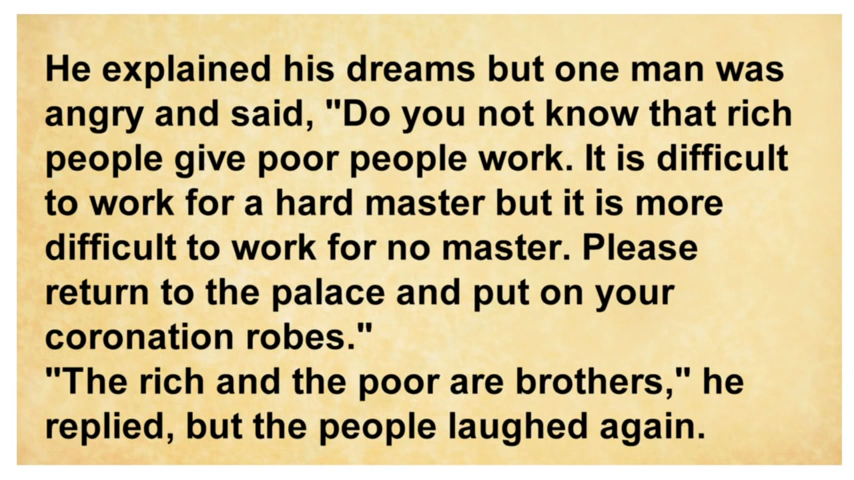 He explained his dreams but one man was
angry and said, "Do you not know that rich
people give poor people work. It is difficult
to work for a hard master but it is more
difficult to work for no master. Please
return to the palace and put on your
coronation robes."
"The rich and the poor are brothers," he
replied, but the people laughed again.